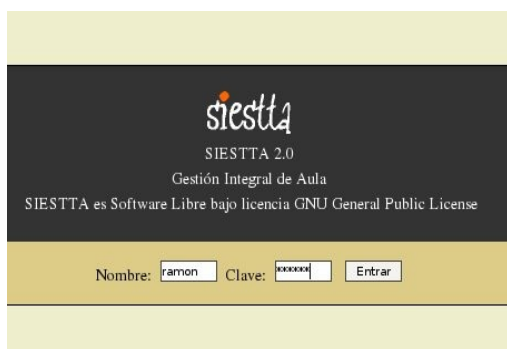 siestta
SIESTTA 2.0
Gestión Integral de Aula
SIESTTA es Software Libre bajo licencia GNU General Public License
Nombre: ramon Clave: ******* Entrar